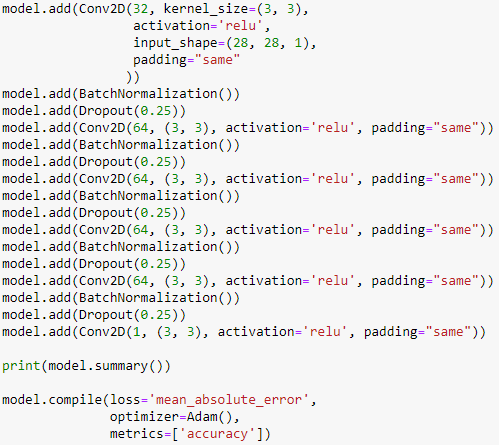 model.add(Conv2D(32, kernel_size=(3, 3),
                 activation='relu',
                 input_shape=(28, 28, 1),
                 padding="same"
                ))
model.add(BatchNormalization())
model.add(Dropout(0.25))
model.add(Conv2D(64, (3, 3), activation='relu', padding="same"))
model.add(BatchNormalization())
model.add(Dropout(0.25))
model.add(Conv2D(64, (3, 3), activation='relu', padding="same"))
model.add(BatchNormalization())
model.add(Dropout(0.25))
model.add(Conv2D(64, (3, 3), activation='relu', padding="same"))
model.add(BatchNormalization())
model.add(Dropout(0.25))
model.add(Conv2D(64, (3, 3), activation='relu', padding="same"))
model.add(BatchNormalization())
model.add(Dropout(0.25))
model.add(Conv2D(1, (3, 3), activation='relu', padding="same"))

print(model.summary())

model.compile(loss='mean_absolute_error',
              optimizer=Adam(),
              metrics=['accuracy'])